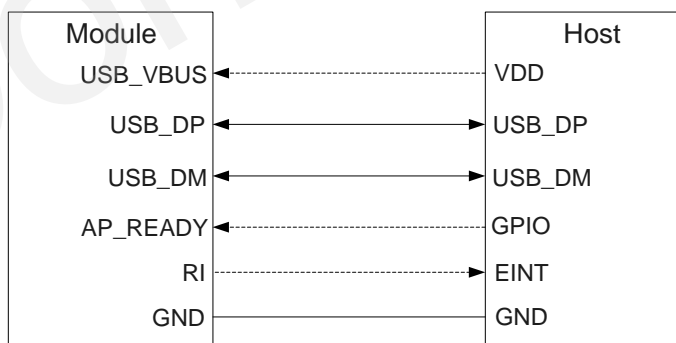 Module Host
USB_VBUS VDD
USB_DP USB_DP
USB_DM USB_DM
AP_READY GPIO
RI EINT
GND GND